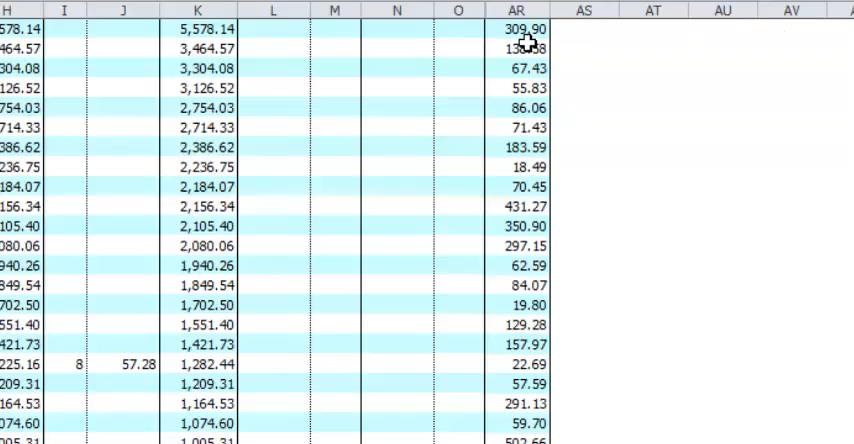 H I J K L M N O AR AS AT AU AV
578.14 5,578.14 309.90
464.57 3,464.57
304.08 3,304.08 67.43
126.52 3,126.52 55.83
754.03 2,754.03 86.06
714.33 2,714.33 71.43
386.62 2,386.62 183.59
236.75 2,236.75 18.49
184.07 2,184.07 70.45
156.34 2,156.34 431.27
105.40 2,105.40 350.90
080.06 2,080.06 297.15
940.26 1,940.26 62.59
849.54 1,849.54 84.07
702.50 1,702.50 19.80
551.40 1,551.40 129.28
421.73 1,421.73 157.97
225.16 8 57.28 1,282.44 22.69
209.31 1,209.31 57.59
164.53 1,164.53 291.13
074.60 1,074.60 59.70
005.31 1,005.31 502.66